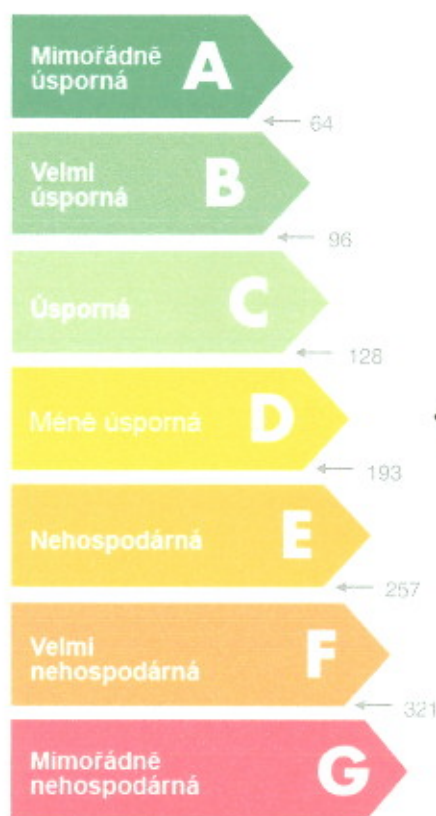 Mimořádně
úsporná
A
64
Velmi
úsporná
B
96
Úsporná
C
128
Méně úsporná
D
193
Nehospodárná
E
257
Velmi
nehospodárná
F
321
Mimořádně
nehospodárná
G